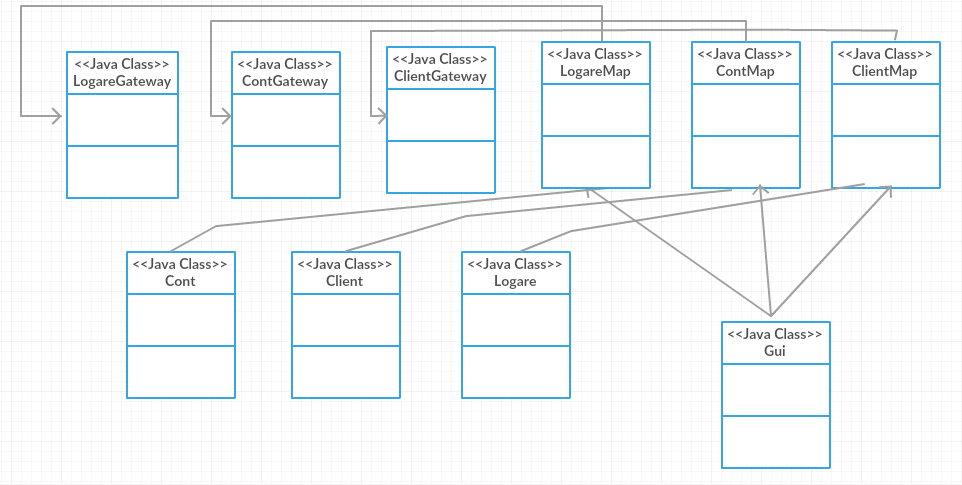 <<Java Class>>
LogareGateway
<<Java Class>>
ContGateway
<<Java Class>>
ClientGateway
<<Java Class>>
LogareMap
<<Java Class>>
ContMap
<<Java Class>>
ClientMap
<<Java Class>>
Cont
<<Java Class>>
Client
<<Java Class>>
Logare
<<Java Class>>
Gui